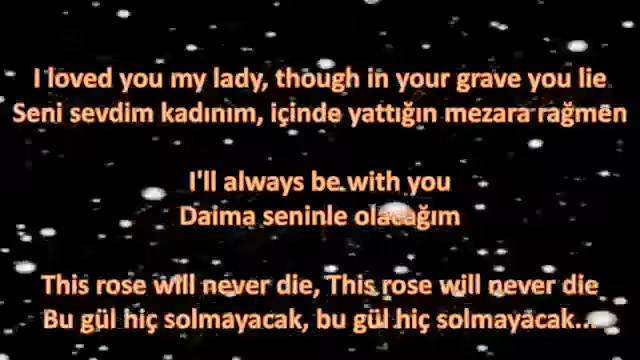 I loved you my lady, though in your grave you lie
Seni sevdim kadınım, içinde yattığın mezara rağmen
I'll always be with you
Daima seninle olacağım
This rose will never die, This rose will never die
Bu gül hiç solmayacak, bu gül hiç solmayacak...